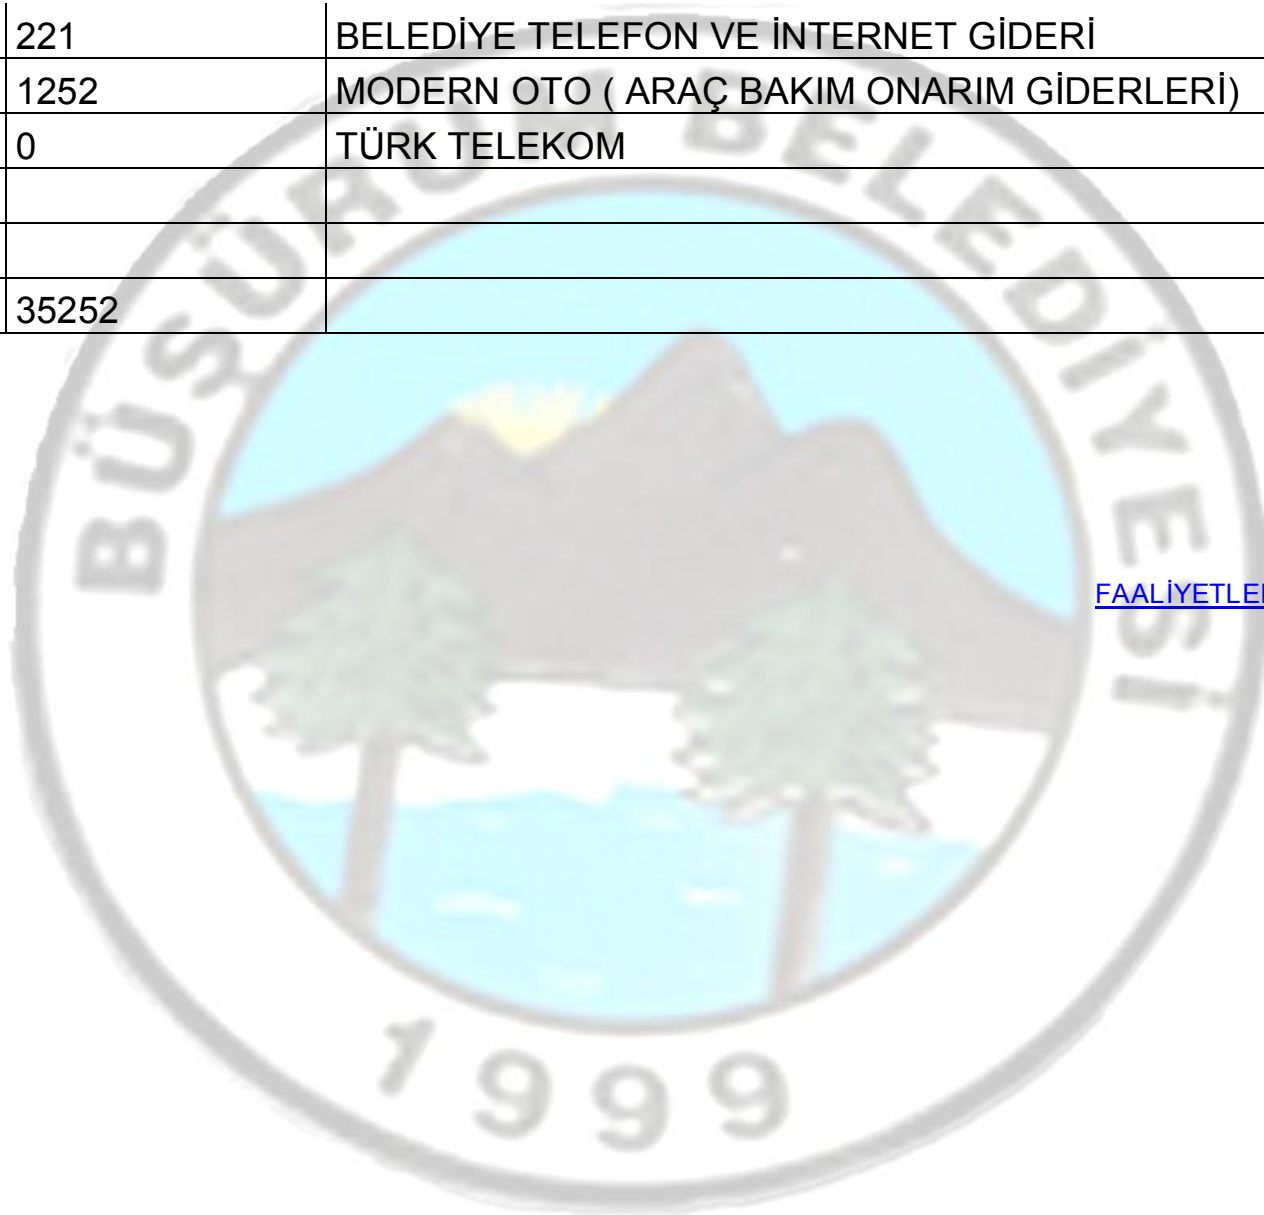 221 BELEDİYE TELEFON VE İNTERNET GİDERİ
1252 MODERN OTO ( ARAÇ BAKIM ONARIM GİDERLERİ)
0 TÜRK TELEKOM
35252
BÜŞÜRÜM BELEDİYESİ
FAALİYETLER
1999